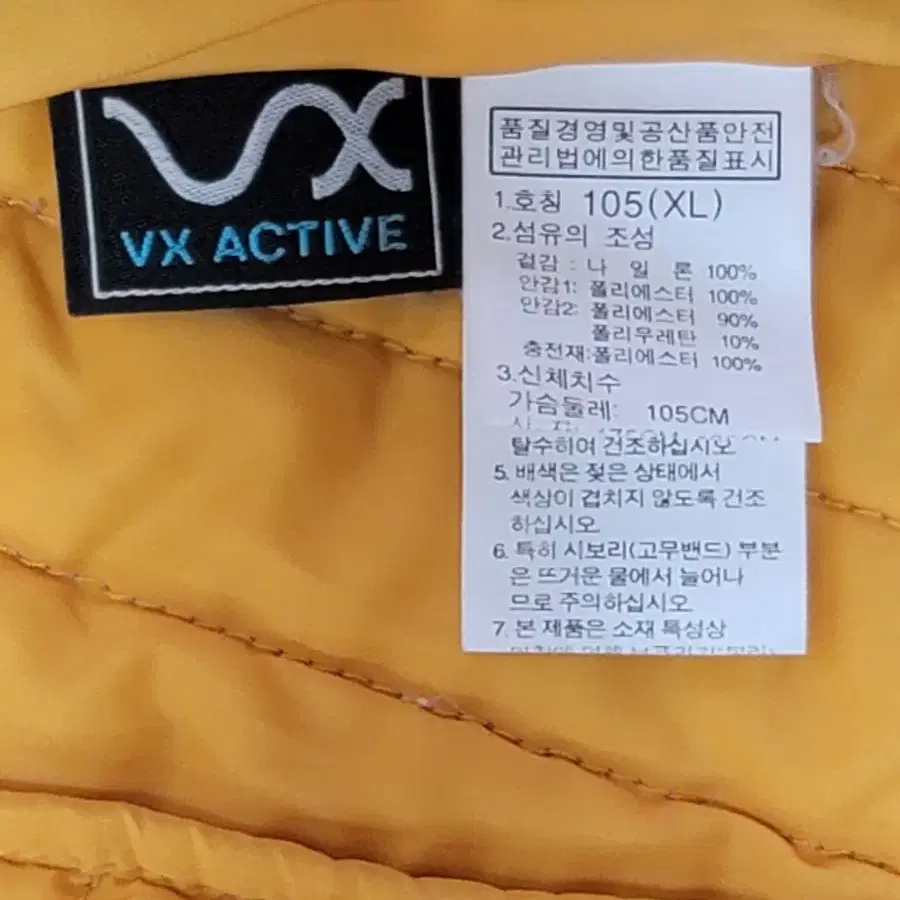 VX
VX ACTIVE
품질경영및공산품안전
관리법에의한품질표시
1.호칭 105(XL)
2.섬유의 조성
겉감 : 나 일 론 100%
안감1: 폴리에스터 100%
안감2: 폴리에스터 90%
폴리우레탄 10%
충전재:폴리에스터 100%
3.신체치수
가슴둘레: 105CM
탈수하여 건조하십시오
5. 배색은 젖은 상태에서
색상이 겹치지 않도록 건조
하십시오
6. 특히 시보리(고무밴드) 부분
은 뜨거운 물에서 늘어나
므로 주의하십시오
7. 본 제품은 소재 특성상